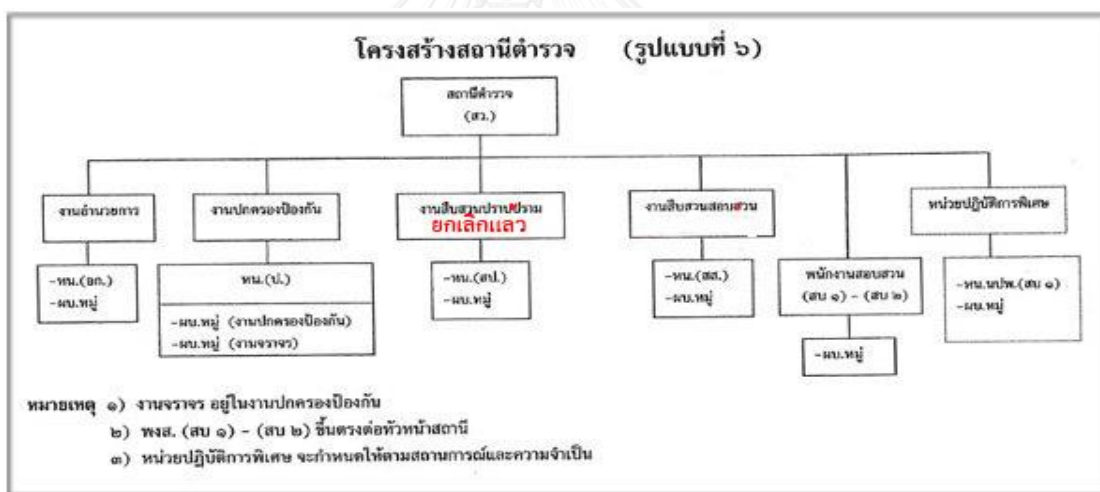 โครงสร้างสถานีตำรวจ (รูปแบบที่ ๖)
สถานีตำรวจ
(สว.)
งานอำนวยการ
-หน.(อก.)
-ผบ.หมู่
งานปกครองป้องกัน
หน.(ป.)
-ผบ.หมู่ (งานปกครองป้องกัน)
-ผบ.หมู่ (งานจราจร)
งานสืบสวนปราบปราม
ยกเลิกแล้ว
-หน.(สป.)
-ผบ.หมู่
งานสืบสวนสอบสวน
-หน.(สส.)
-ผบ.หมู่
พนักงานสอบสวน
(สบ ๑) - (สบ ๒)
-ผบ.หมู่
หน่วยปฏิบัติการพิเศษ
-หน.นปพ.(สบ ๑)
-ผบ.หมู่
หมายเหตุ ๑) งานจราจร อยู่ในงานปกครองป้องกัน
๒) พงส. (สบ ๑) - (สบ ๒) ขึ้นตรงต่อหัวหน้าสถานี
๓) หน่วยปฏิบัติการพิเศษ จะกำหนดให้ตามสถานการณ์และความจำเป็น